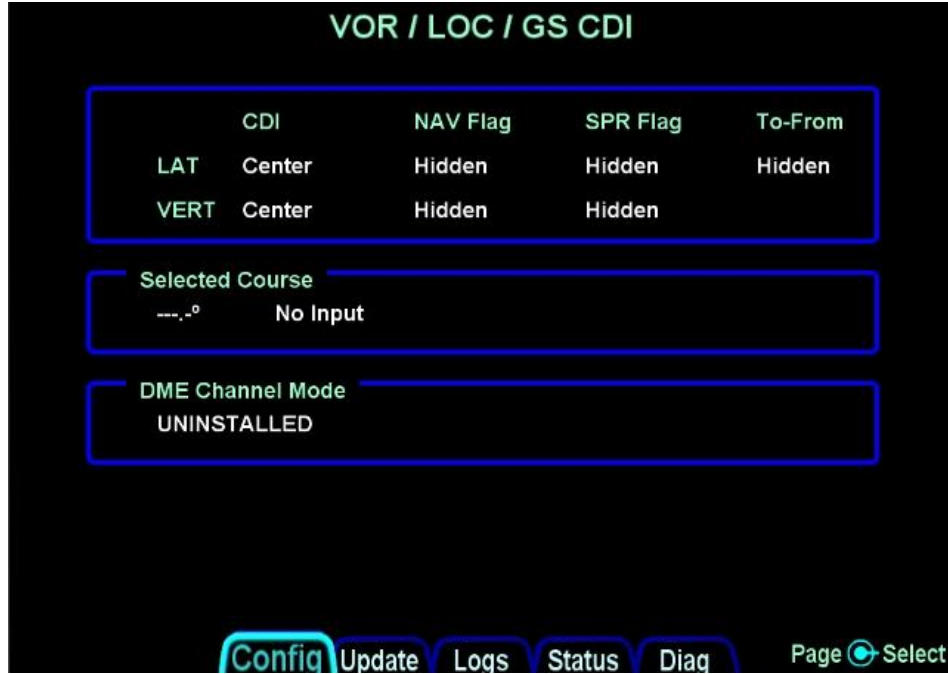 VOR / LOC / GS CDI
CDI NAV Flag SPR Flag To-From
LAT Center Hidden Hidden Hidden
VERT Center Hidden Hidden
Selected Course
---.-º No Input
DME Channel Mode
UNINSTALLED
Config Update Logs Status Diag Page Select